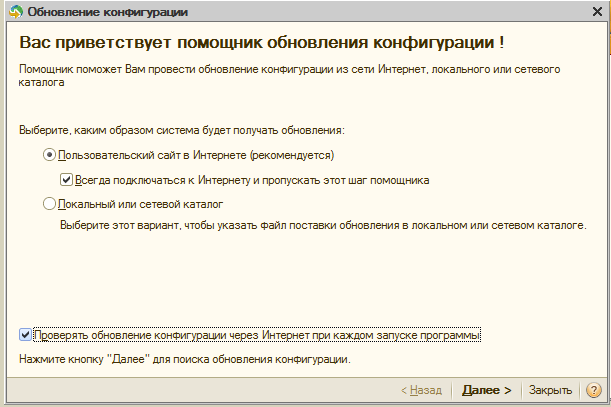 Обновление конфигурации
Вас приветствует помощник обновления конфигурации !
Помощник поможет Вам провести обновление конфигурации из сети Интернет, локального или сетевого
каталога
Выберите, каким образом система будет получать обновления:
Пользовательский сайт в Интернете (рекомендуется)
Всегда подключаться к Интернету и пропускать этот шаг помощника
Локальный или сетевой каталог
Выберите этот вариант, чтобы указать файл поставки обновления в локальном или сетевом каталоге.
Проверять обновление конфигурации через Интернет при каждом запуске программы
Нажмите кнопку "Далее" для поиска обновления конфигурации.
< Назад Далее > Закрыть ?